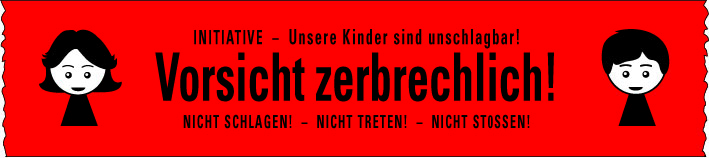 INITIATIVE – Unsere Kinder sind unschlagbar!
Vorsicht zerbrechlich!
NICHT SCHLAGEN! – NICHT TRETEN! – NICHT STOSSEN!